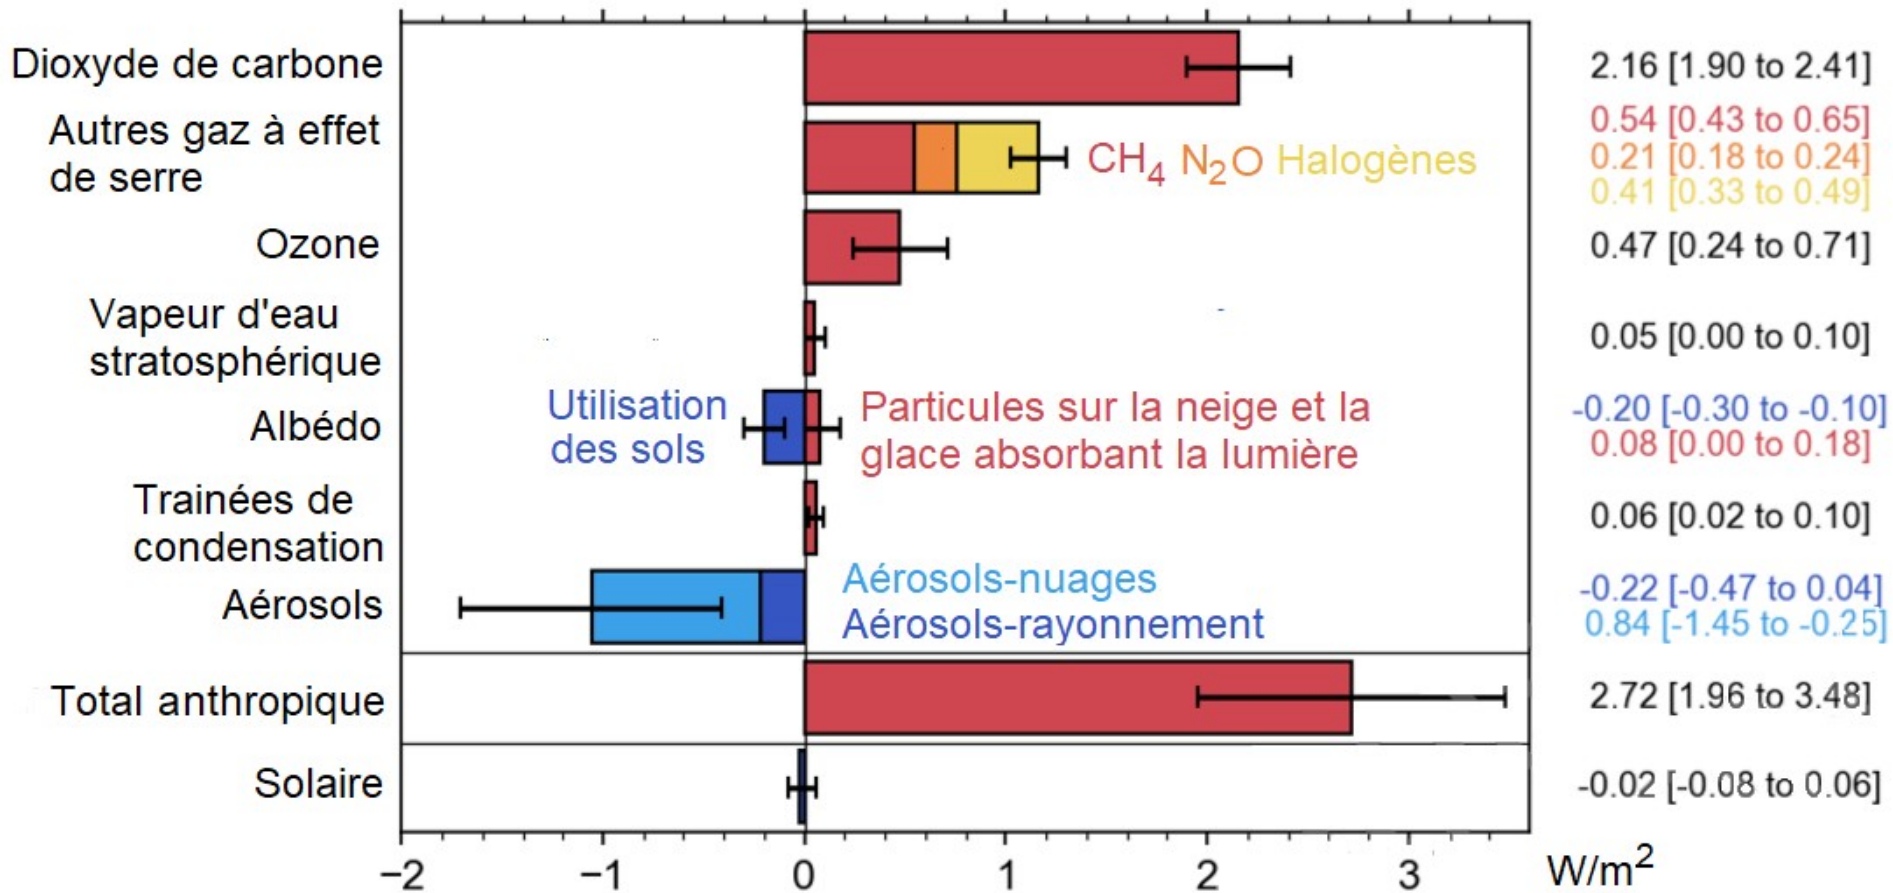 Dioxyde de carbone
2.16 [1.90 to 2.41]
Autres gaz à effet
de serre
CH4 N2O Halogènes
0.54 [0.43 to 0.65]
0.21 [0.18 to 0.24]
0.41 [0.33 to 0.49]
Ozone
0.47 [0.24 to 0.71]
Vapeur d'eau
stratosphérique
0.05 [0.00 to 0.10]
Albédo
Utilisation
des sols
Particules sur la neige et la
glace absorbant la lumière
-0.20 [-0.30 to -0.10]
0.08 [0.00 to 0.18]
Trainées de
condensation
0.06 [0.02 to 0.10]
Aérosols
Aérosols-nuages
Aérosols-rayonnement
-0.22 [-0.47 to 0.04]
0.84 [-1.45 to -0.25]
Total anthropique
2.72 [1.96 to 3.48]
Solaire
-0.02 [-0.08 to 0.06]
−2 −1 0 1 2 3 W/m²